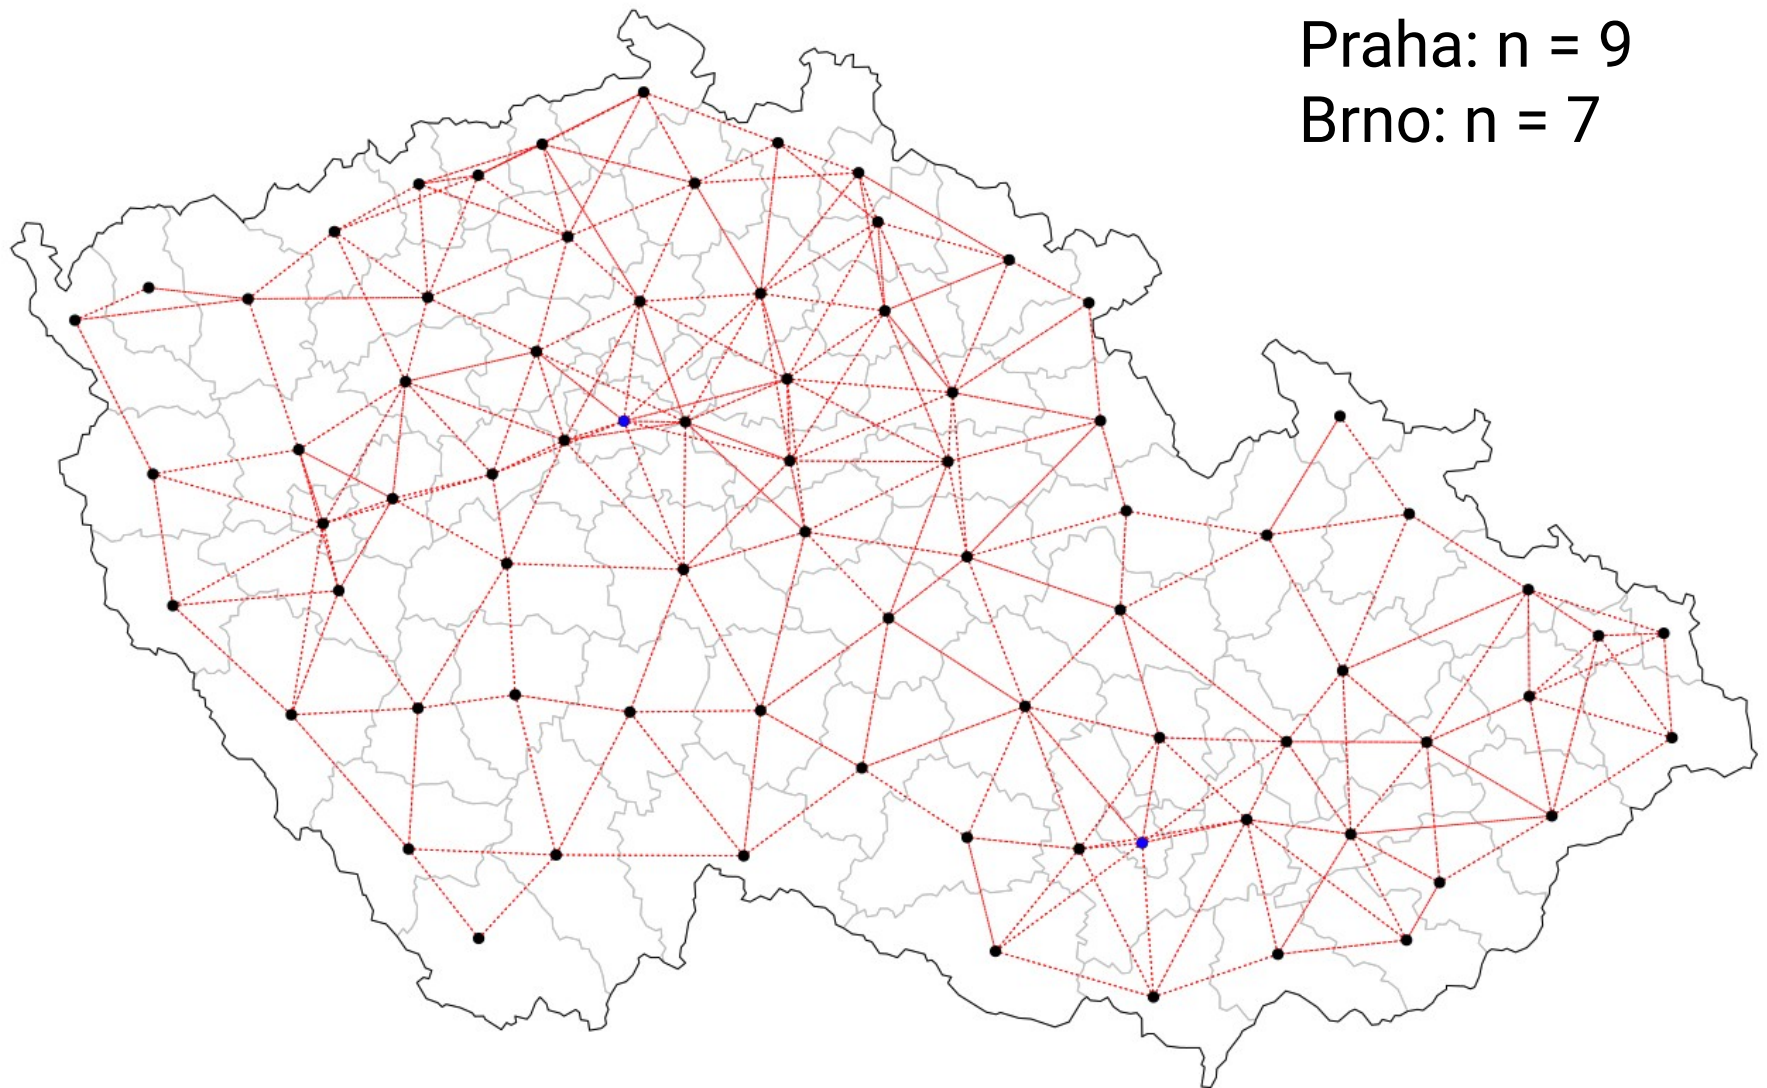 Praha: n = 9
Brno: n = 7